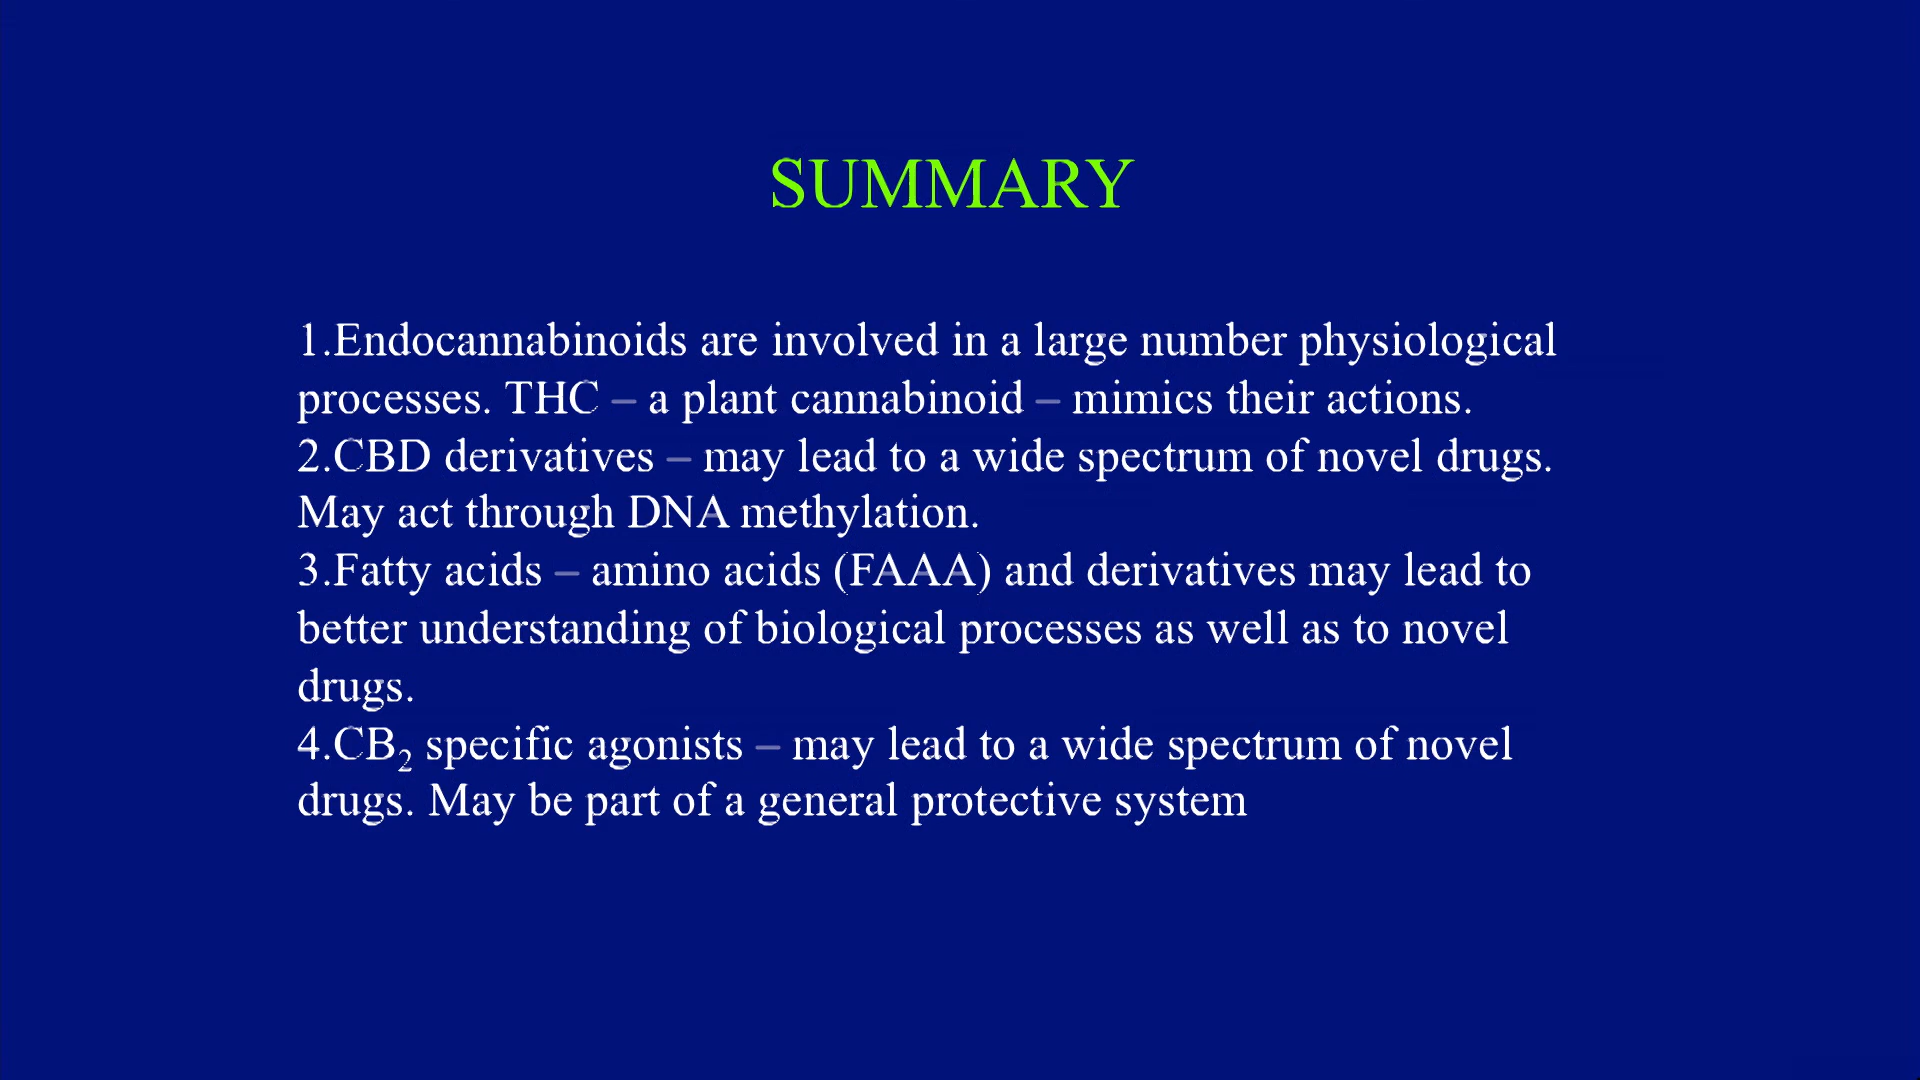 SUMMARY
1.Endocannabinoids are involved in a large number physiological
processes. THC – a plant cannabinoid – mimics their actions.
2.CBD derivatives – may lead to a wide spectrum of novel drugs.
May act through DNA methylation.
3.Fatty acids – amino acids (FAAA) and derivatives may lead to
better understanding of biological processes as well as to novel
drugs.
4.CB₂ specific agonists – may lead to a wide spectrum of novel
drugs. May be part of a general protective system